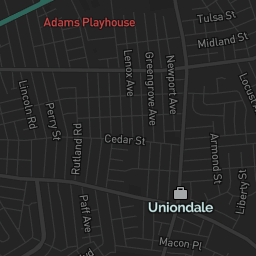 Tulsa St
Adams Playhouse
Midland St
Lenox Ave
Greengrove Ave
Newport Ave
Lincoln Rd
Perry St
Rutland Rd
Cedar St
Armond St
Liberty St
Paff Ave
Uniondale
Macon Pl